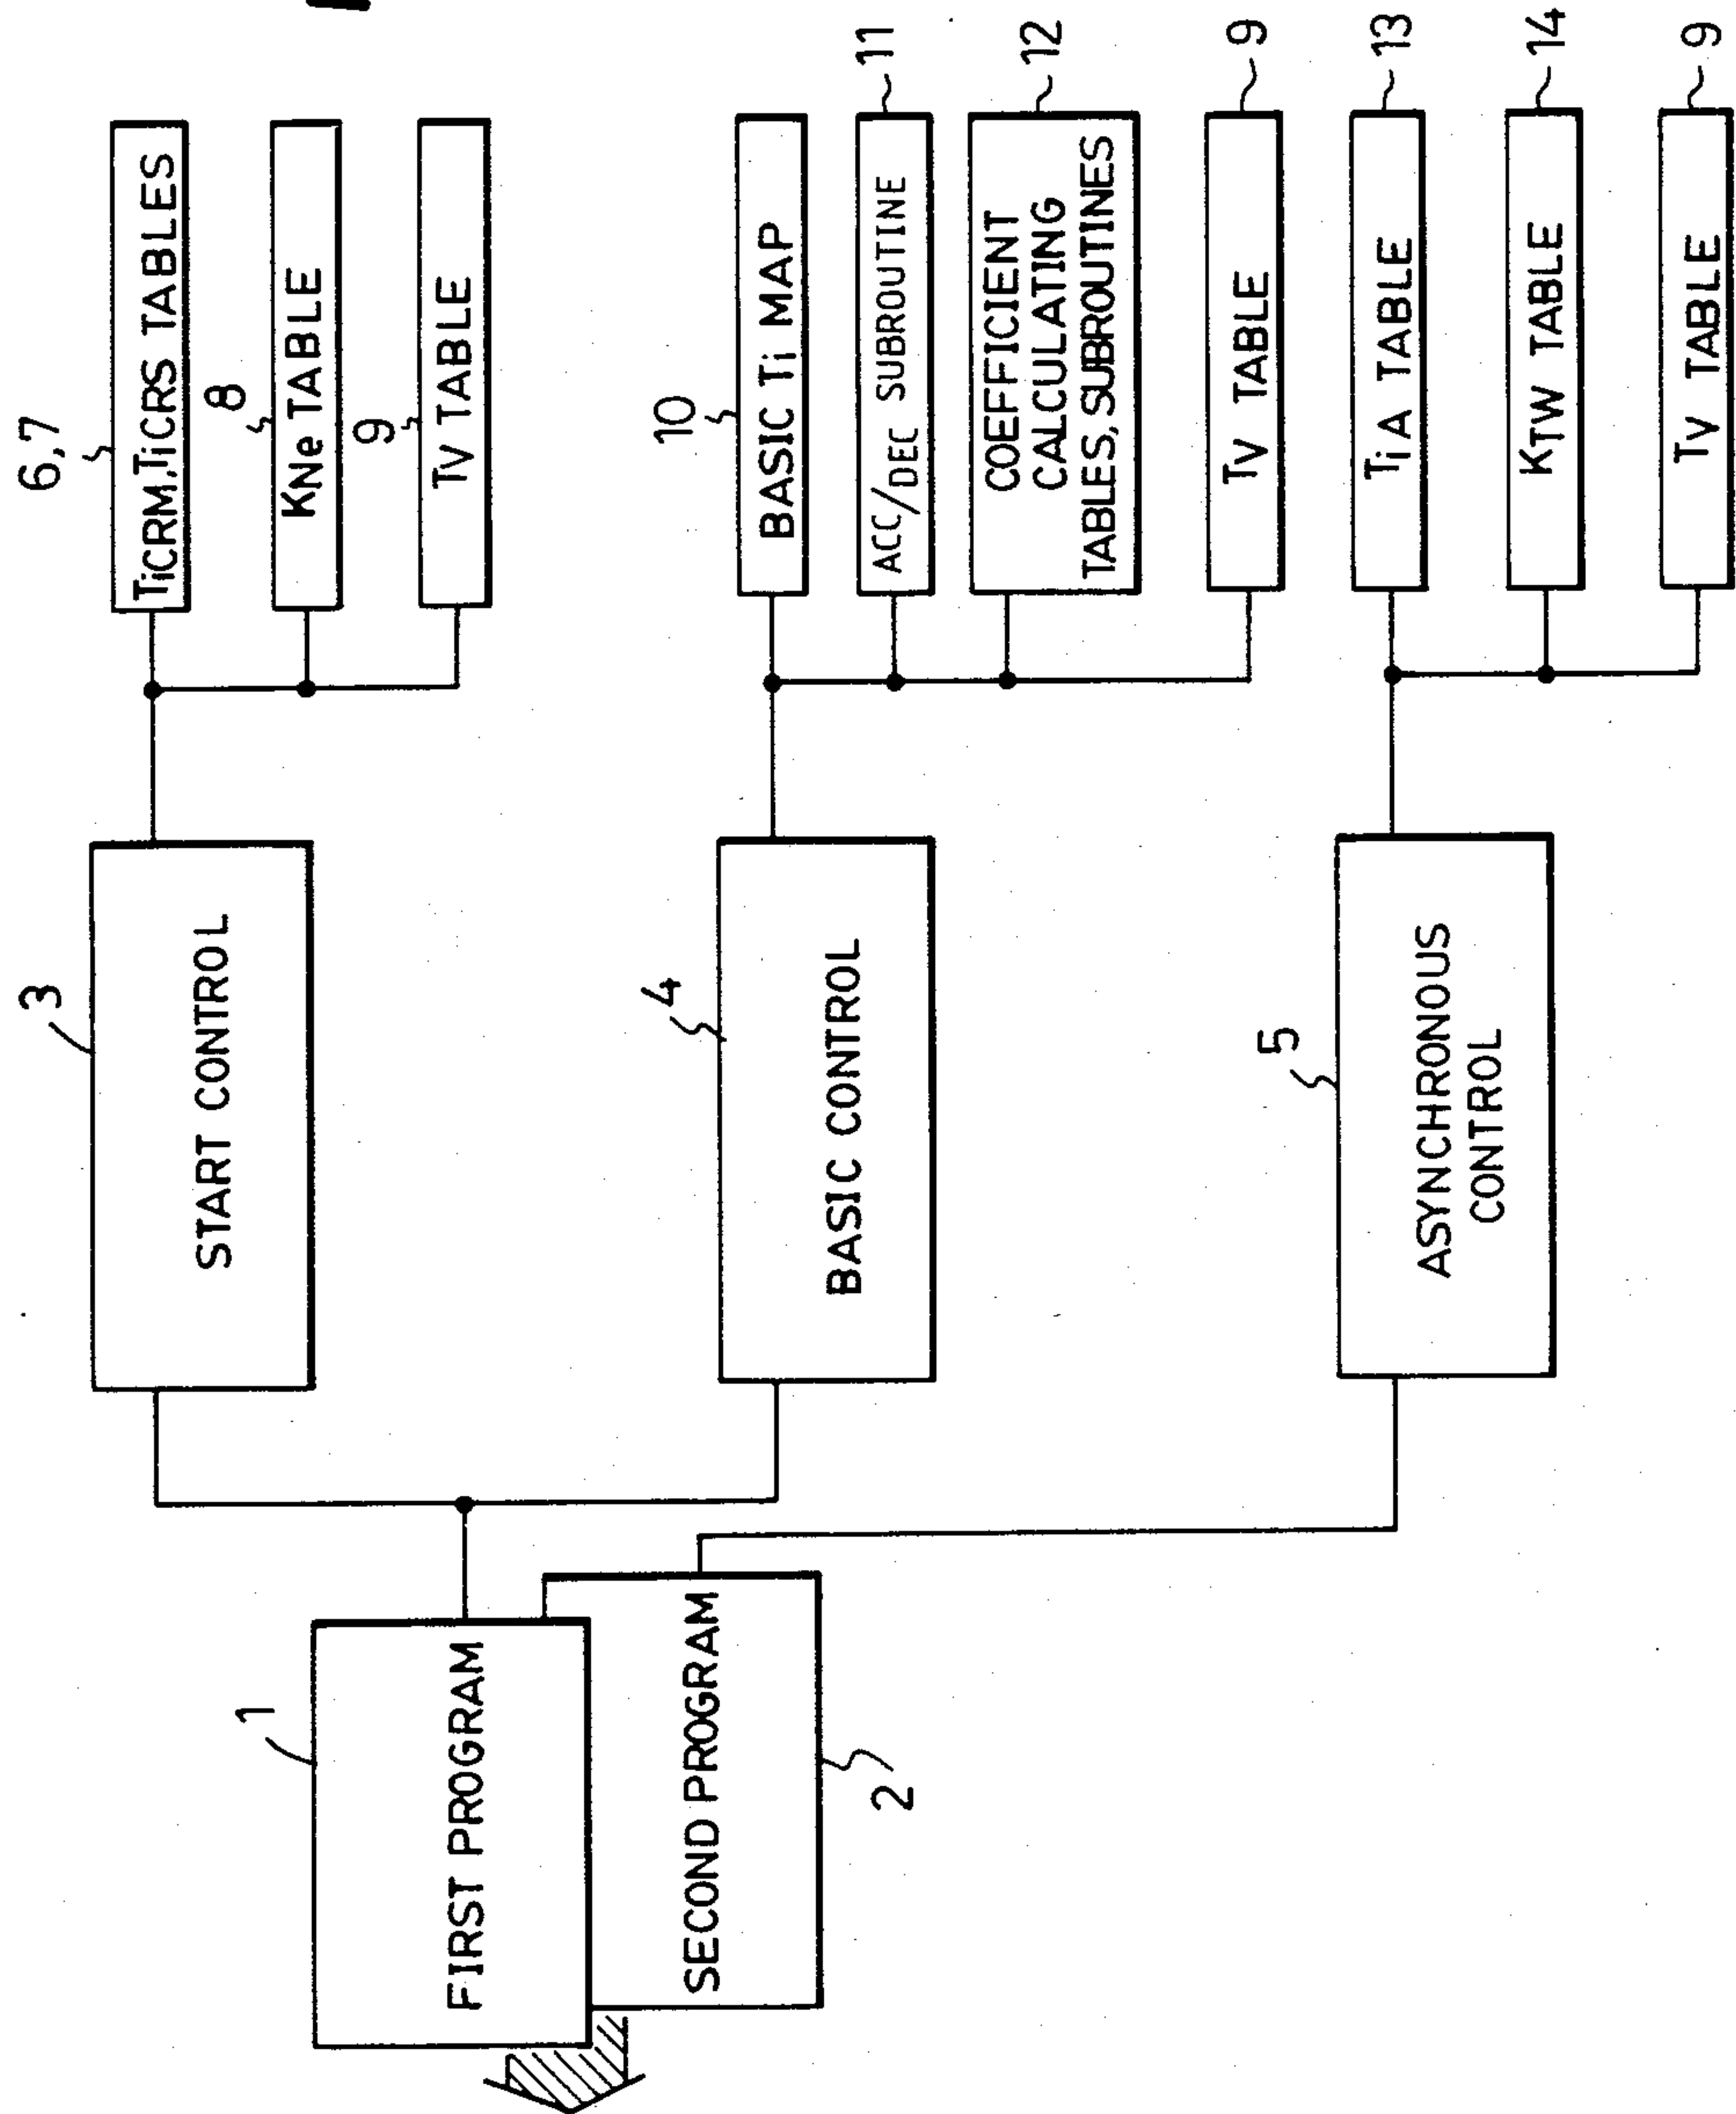 1
FIRST PROGRAM
SECOND PROGRAM
2
3
START CONTROL
4
BASIC CONTROL
5
ASYNCHRONOUS
CONTROL
6,7
TiCRM,TiCRS TABLES
8
KNe TABLE
9
TV TABLE
10
BASIC Ti MAP
ACC/DEC SUBROUTINE
11
COEFFICIENT
CALCULATING
TABLES,SUBROUTINES
12
TV TABLE
9
TiA TABLE
13
KTW TABLE
14
TV TABLE
9